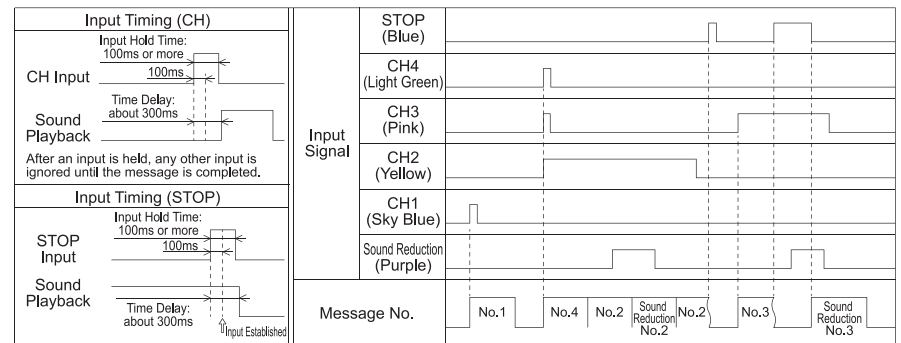 Input Timing (CH)
Input Hold Time:
100ms or more
CH Input
100ms
Time Delay:
about 300ms
Sound
Playback
After an input is held, any other input is
ignored until the message is completed.
Input Timing (STOP)
Input Hold Time:
100ms or more
STOP
Input
100ms
Sound
Playback
Time Delay:
about 300ms
Input Established
Input
Signal
STOP
(Blue)
CH4
(Light Green)
CH3
(Pink)
CH2
(Yellow)
CH1
(Sky Blue)
Sound Reduction
(Purple)
Message No.
No.1
No.4
No.2
Sound
Reduction
No.2
No.2
No.3
Sound
Reduction
No.3